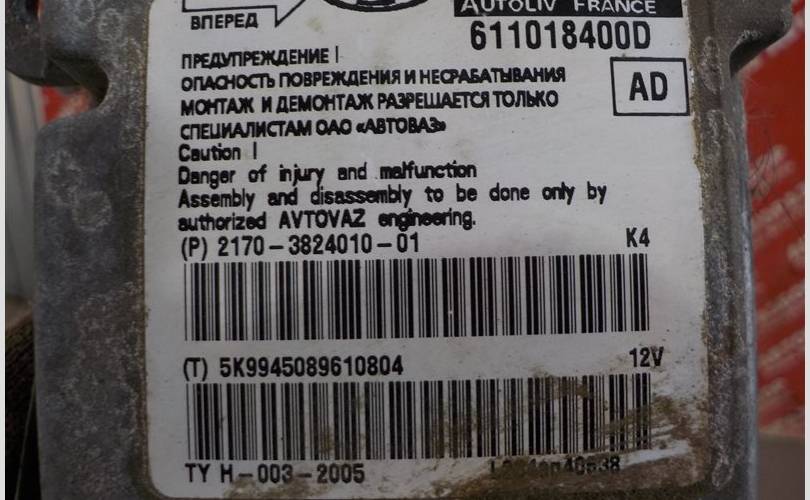 ВПЕРЕД
AUTOLIV FRANCE
611018400D
ПРЕДУПРЕЖДЕНИЕ !
ОПАСНОСТЬ ПОВРЕЖДЕНИЯ И НЕСРАБАТЫВАНИЯ
МОНТАЖ И ДЕМОНТАЖ РАЗРЕШАЕТСЯ ТОЛЬКО
СПЕЦИАЛИСТАМ ОАО «АВТОВАЗ»
AD
Caution !
Danger of injury and malfunction
Assembly and disassembly to be done only by
authorized AVTOVAZ engineering.
(P) 2170-3824010-01 K4
(T) 5K9945089610804 12V
TY H-003-2005